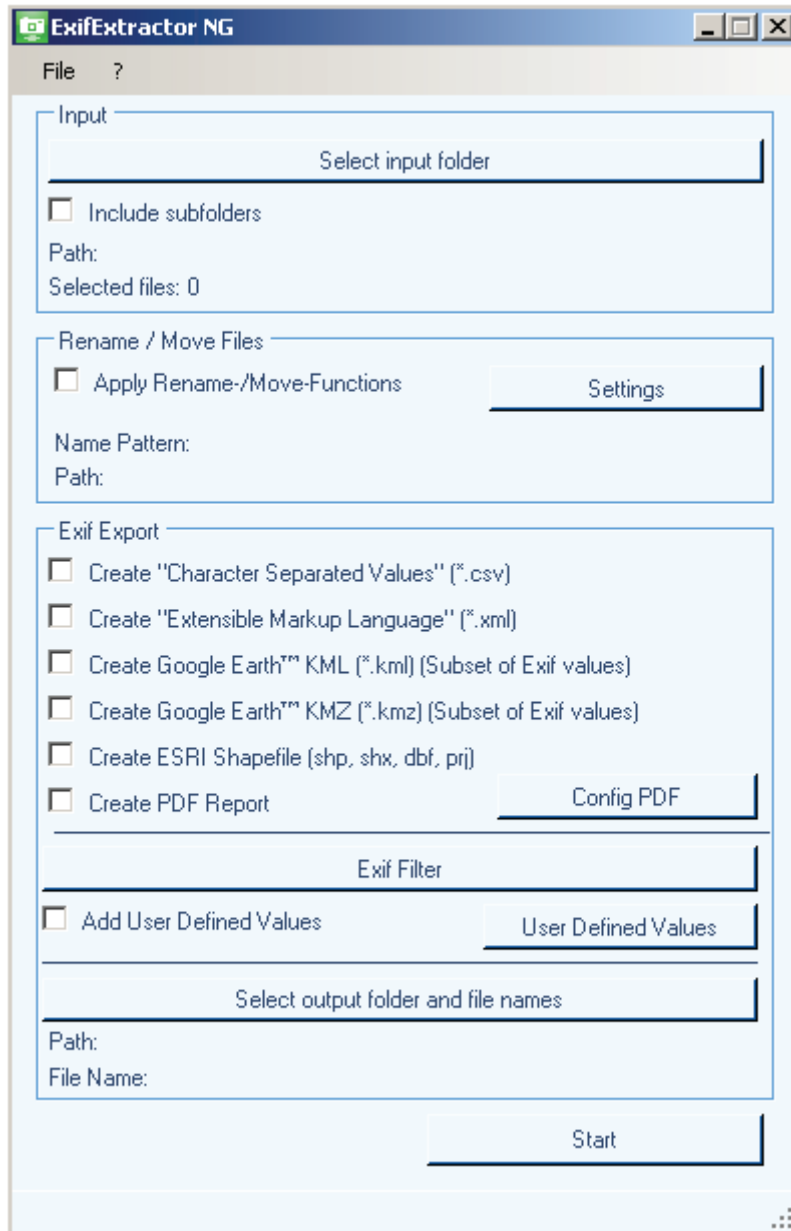 ExifExtractor NG
File ?
Input
Select input folder
Include subfolders
Path:
Selected files: 0
Rename / Move Files
Apply Rename-/Move-Functions
Settings
Name Pattern:
Path:
Exif Export
Create "Character Separated Values" (*.csv)
Create "Extensible Markup Language" (*.xml)
Create Google Earth™ KML (*.kml) (Subset of Exif values)
Create Google Earth™ KMZ (*.kmz) (Subset of Exif values)
Create ESRI Shapefile (shp, shx, dbf, prj)
Create PDF Report
Config PDF
Exif Filter
Add User Defined Values
User Defined Values
Select output folder and file names
Path:
File Name:
Start